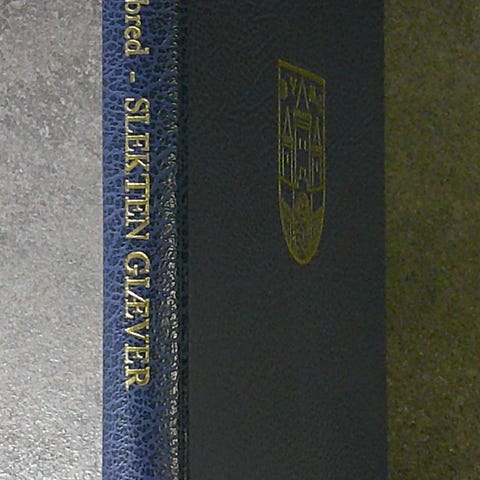 bred - SLEKTEN GLÆVER